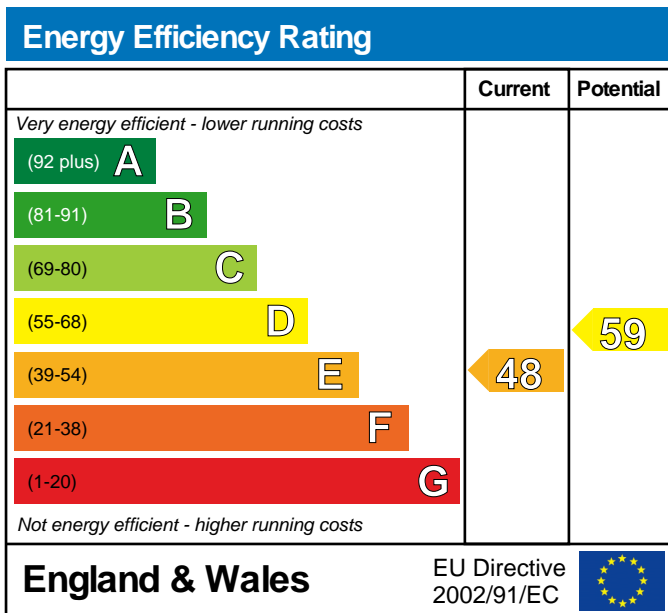 Energy Efficiency Rating
Current Potential
Very energy efficient - lower running costs
(92 plus) A
(81-91) B
(69-80) C
(55-68) D
59
(39-54) E
48
(21-38) F
(1-20) G
Not energy efficient - higher running costs
England & Wales
EU Directive
2002/91/EC